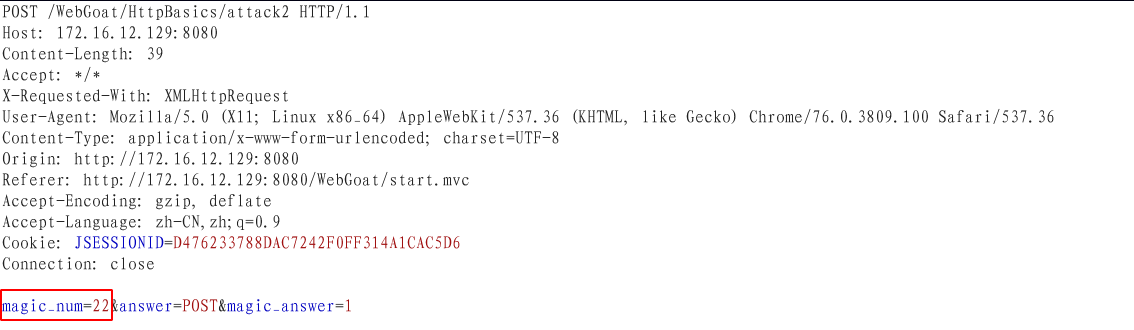 POST /WebGoat/HttpBasics/attack2 HTTP/1.1
Host: 172.16.12.129:8080
Content-Length: 39
Accept: */*
X-Requested-With: XMLHttpRequest
User-Agent: Mozilla/5.0 (X11; Linux x86_64) AppleWebKit/537.36 (KHTML, like Gecko) Chrome/76.0.3809.100 Safari/537.36
Content-Type: application/x-www-form-urlencoded; charset=UTF-8
Origin: http://172.16.12.129:8080
Referer: http://172.16.12.129:8080/WebGoat/start.mvc
Accept-Encoding: gzip, deflate
Accept-Language: zh-CN,zh;q=0.9
Cookie: JSESSIONID=D476233788DAC7242F0FF314A1CAC5D6
Connection: close
magic_num=22&answer=POST&magic_answer=1